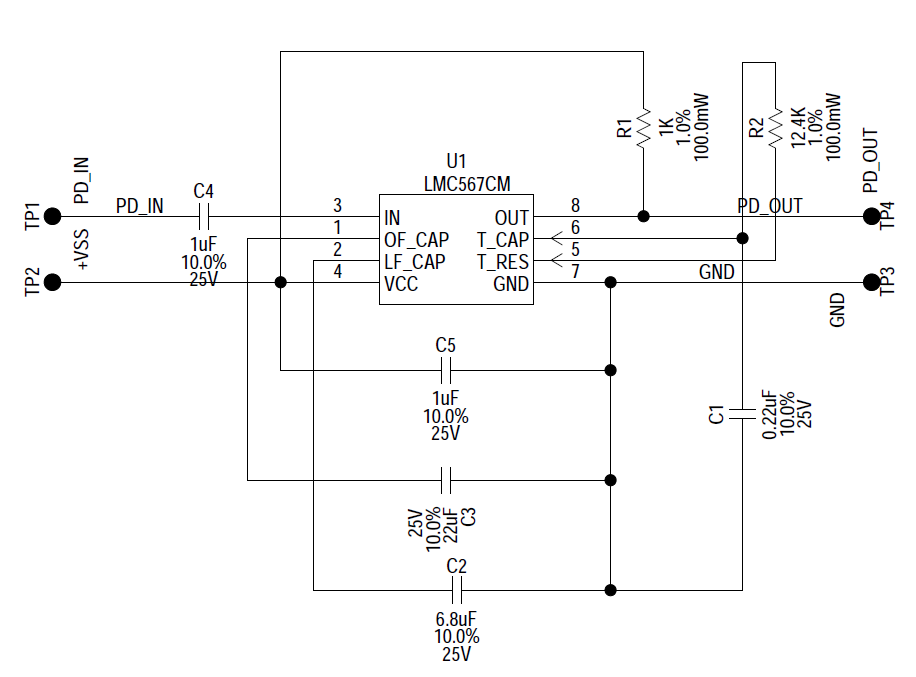 R1
1K
1.0%
100.0mW
R2
12.4K
1.0%
100.0mW
U1
LMC567CM
TP1
PD_IN
PD_IN
C4
1uF
10.0%
25V
3
IN
1
OF_CAP
2
LF_CAP
4
VCC
OUT
8
T_CAP
6
T_RES
5
GND
7
PD_OUT
PD_OUT
TP4
TP2
+VSS
GND
GND
TP3
C5
1uF
10.0%
25V
C1
0.22uF
10.0%
25V
25V
10.0%
22uF
C3
C2
6.8uF
10.0%
25V